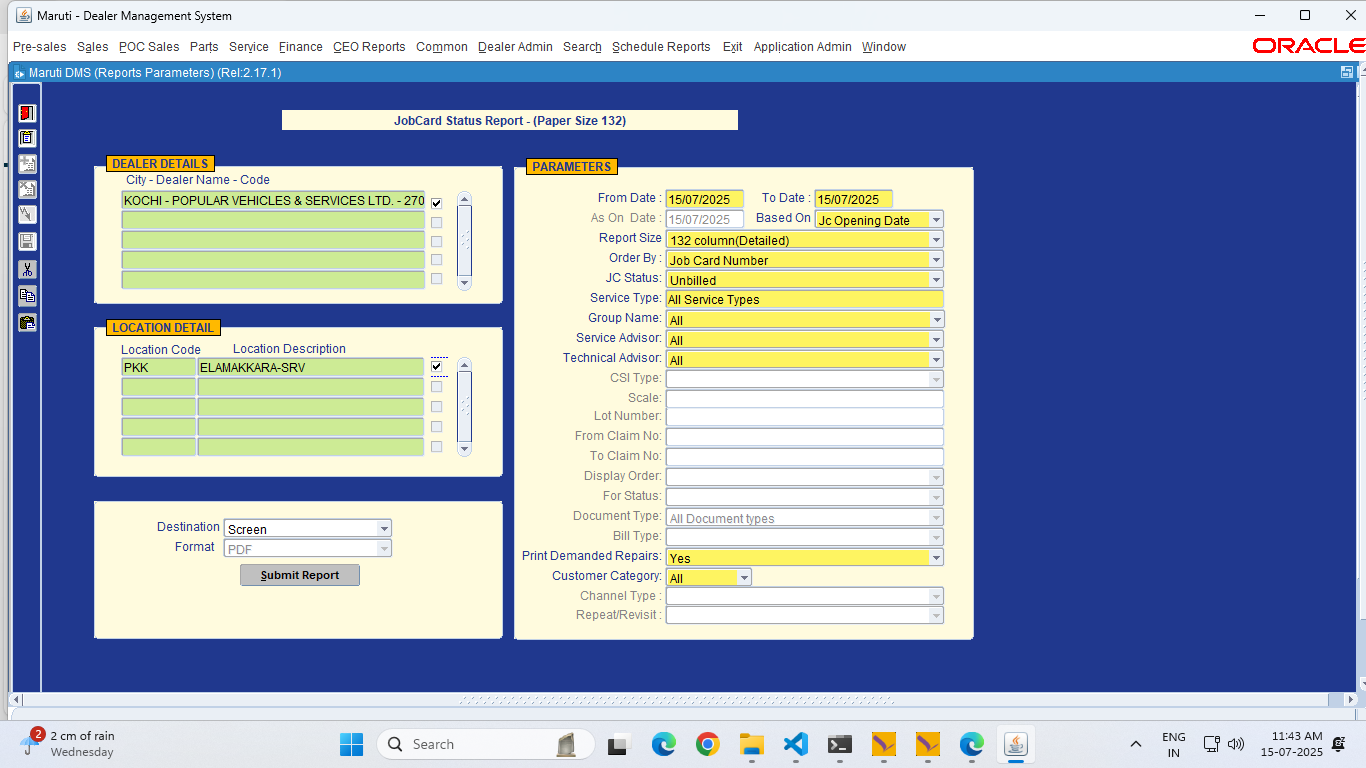 Maruti - Dealer Management System
Pre-sales Sales POC Sales Parts Service Finance CEO Reports Common Dealer Admin Search Schedule Reports Exit Application Admin Window
ORACLE
Maruti DMS (Reports Parameters) (Rel:2.17.1)
JobCard Status Report - (Paper Size 132)
DEALER DETAILS
City - Dealer Name - Code
KOCHI - POPULAR VEHICLES & SERVICES LTD. - 270
LOCATION DETAIL
Location Code Location Description
PKK ELAMAKKARA-SRV
Destination Screen
Format PDF
Submit Report
PARAMETERS
From Date : 15/07/2025 To Date : 15/07/2025
As On Date : 15/07/2025 Based On Jc Opening Date
Report Size 132 column(Detailed)
Order By : Job Card Number
JC Status: Unbilled
Service Type: All Service Types
Group Name: All
Service Advisor: All
Technical Advisor: All
CSI Type:
Scale:
Lot Number:
From Claim No:
To Claim No:
Display Order:
For Status:
Document Type: All Document types
Bill Type:
Print Demanded Repairs: Yes
Customer Category: All
Channel Type :
Repeat/Revisit :
2
2 cm of rain
Wednesday
Search
ENG
IN
11:43 AM
15-07-2025